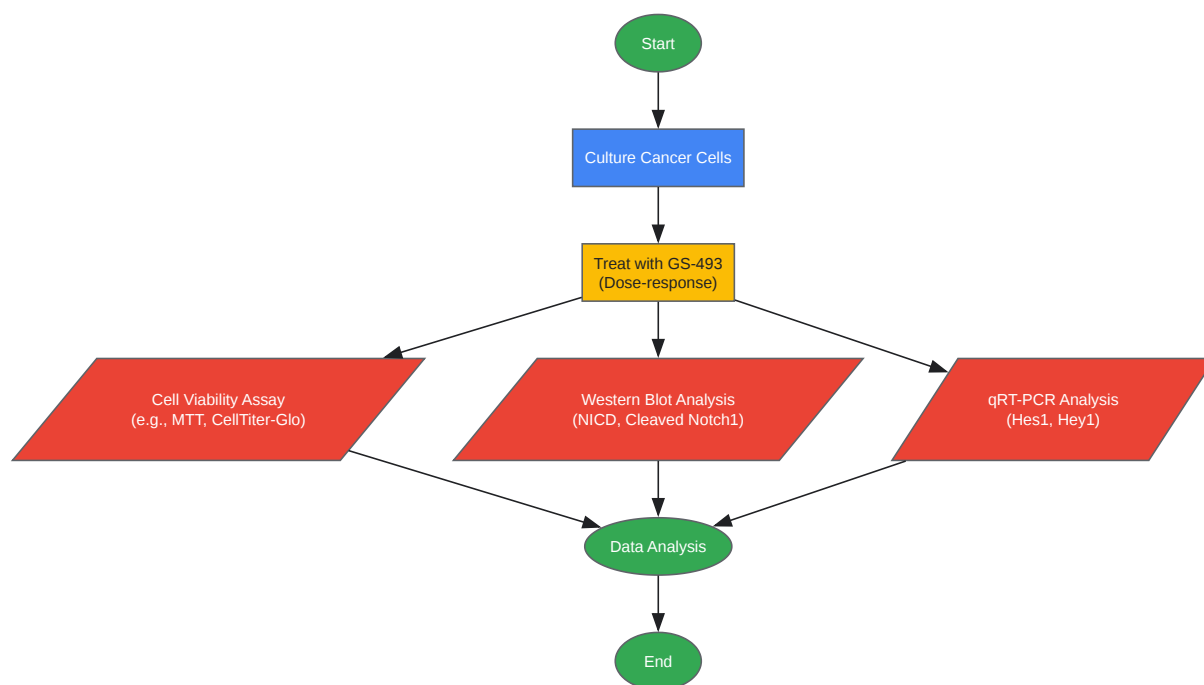 Start
Culture Cancer Cells
Treat with GS-493
(Dose-response)
Cell Viability Assay
(e.g., MTT, CellTiter-Glo)
Western Blot Analysis
(NICD, Cleaved Notch1)
qRT-PCR Analysis
(Hes1, Hey1)
Data Analysis
End